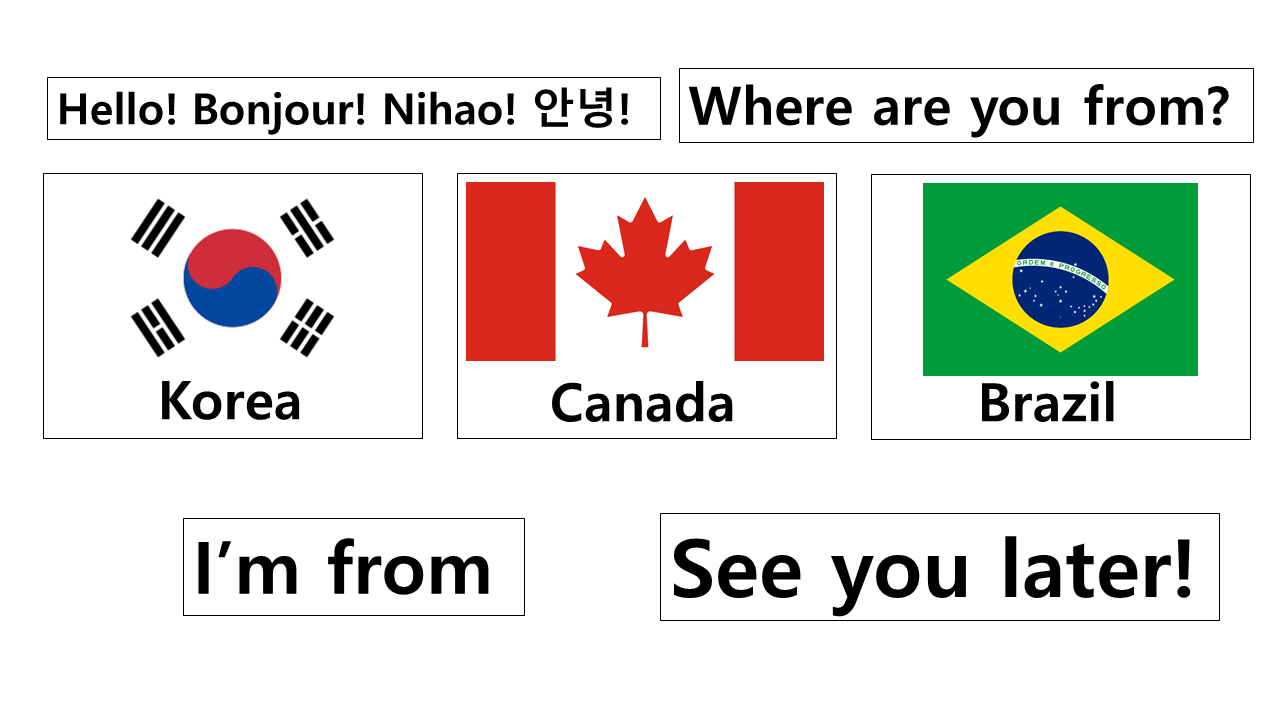 Hello! Bonjour! Nihao! 안녕!
Where are you from?
Korea
Canada
ORDEM E PROGRESSO
Brazil
I’m from
See you later!